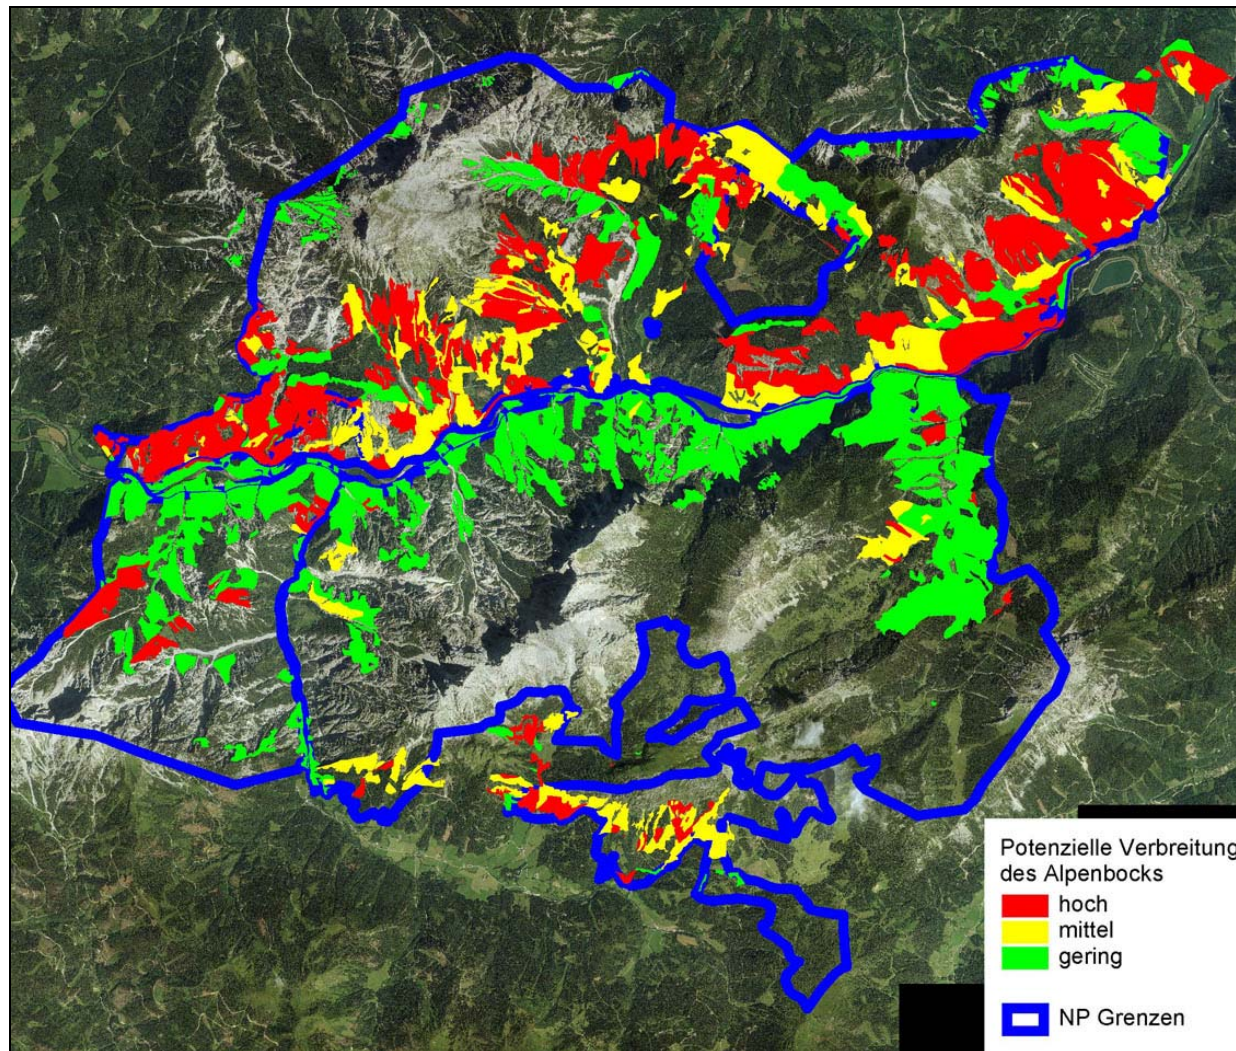 Potenzielle Verbreitung
des Alpenbocks
hoch
mittel
gering
NP Grenzen